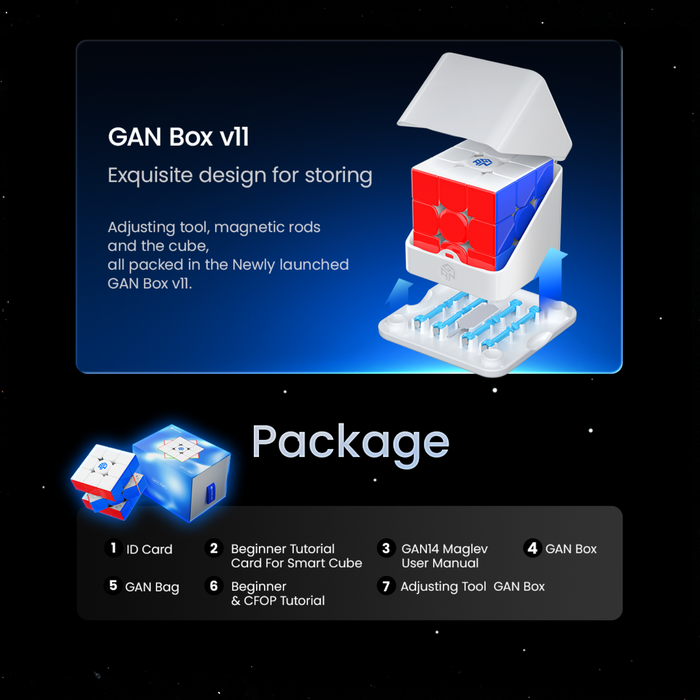 GAN Box v11
Exquisite design for storing
Adjusting tool, magnetic rods
and the cube,
all packed in the Newly launched
GAN Box v11.
Package
1 ID Card
2 Beginner Tutorial
Card For Smart Cube
3 GAN14 Maglev
User Manual
4 GAN Box
5 GAN Bag
6 Beginner
& CFOP Tutorial
7 Adjusting Tool GAN Box